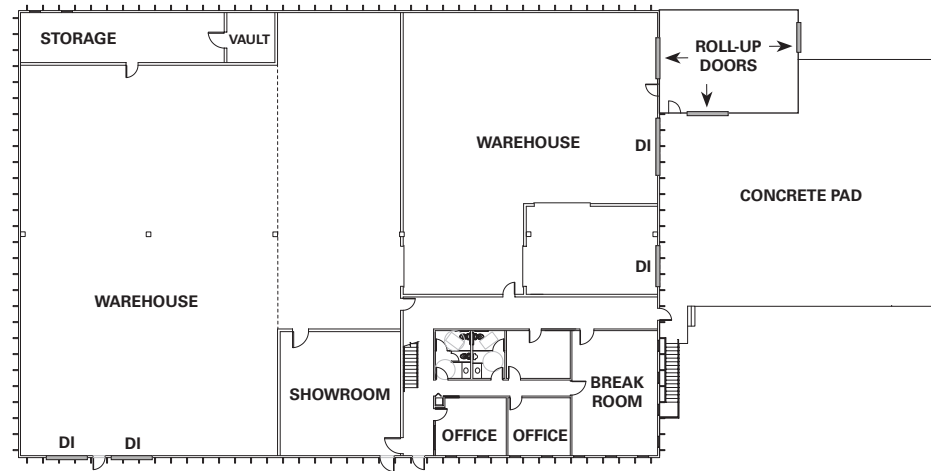 STORAGE
VAULT
ROLL-UP
DOORS
WAREHOUSE
DI
CONCRETE PAD
DI
WAREHOUSE
SHOWROOM
BREAK
ROOM
DI
DI
OFFICE
OFFICE